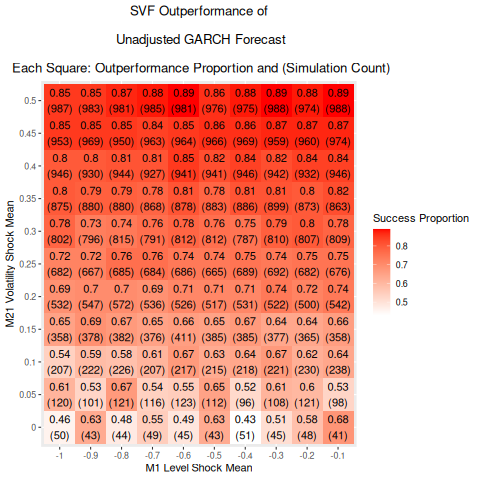 SVF Outperformance of
Unadjusted GARCH Forecast
Each Square: Outperformance Proportion and (Simulation Count)
0.85 0.85 0.87 0.88 0.89 0.86 0.88 0.89 0.88 0.89
0.5
(987) (983) (981) (985) (981) (976) (975) (988) (974) (988)
0.85 0.85 0.85 0.84 0.85 0.86 0.86 0.87 0.87 0.87
0.45
(953) (969) (950) (963) (964) (966) (969) (959) (960) (974)
0.8 0.8 0.81 0.8 0.85 0.82 0.84 0.82 0.84 0.84
0.4
(946) (930) (944) (927) (941) (941) (946) (942) (932) (946)
0.8 0.79 0.79 0.8 0.78 0.81 0.8 0.81 0.8 0.82
0.35
(875) (880) (880) (868) (878) (883) (886) (899) (873) (863)
0.78 0.73 0.74 0.76 0.78 0.76 0.75 0.79 0.8 0.78
0.3
(802) (796) (815) (791) (812) (812) (787) (810) (807) (809)
0.72 0.72 0.76 0.76 0.74 0.74 0.75 0.74 0.75 0.75
0.25
(682) (667) (685) (684) (686) (665) (689) (692) (682) (676)
0.69 0.7 0.7 0.69 0.71 0.71 0.71 0.74 0.72 0.74
0.2
(532) (547) (572) (536) (526) (517) (531) (522) (500) (542)
0.65 0.69 0.67 0.65 0.66 0.65 0.67 0.64 0.64 0.66
0.15
(358) (378) (382) (376) (411) (385) (385) (377) (365) (358)
0.54 0.59 0.58 0.61 0.67 0.63 0.64 0.67 0.62 0.64
0.1
(207) (222) (226) (207) (217) (215) (218) (221) (230) (238)
0.61 0.53 0.67 0.54 0.55 0.65 0.52 0.61 0.6 0.53
0.05
(120) (101) (121) (116) (123) (112) (96) (108) (121) (98)
0.46 0.63 0.48 0.55 0.49 0.63 0.43 0.51 0.58 0.68
0
(50) (43) (44) (49) (45) (43) (51) (45) (48) (41)
-1 -0.9 -0.8 -0.7 -0.6 -0.5 -0.4 -0.3 -0.2 -0.1
M1 Level Shock Mean
M21 Volatility Shock Mean
Success Proportion
0.8
0.7
0.6
0.5